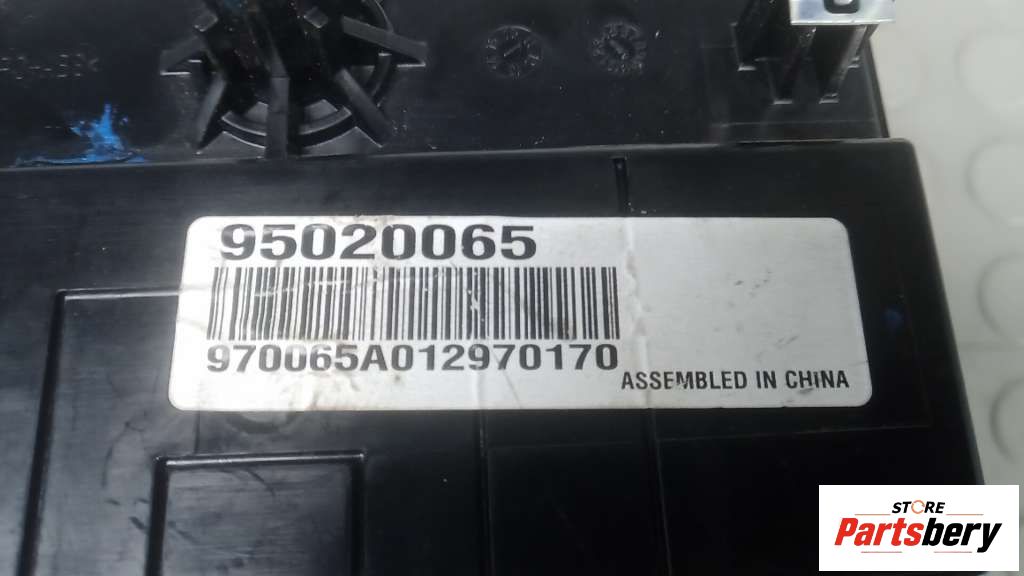 95020065
970065A012970170
ASSEMBLED IN CHINA
STORE
Partsbery